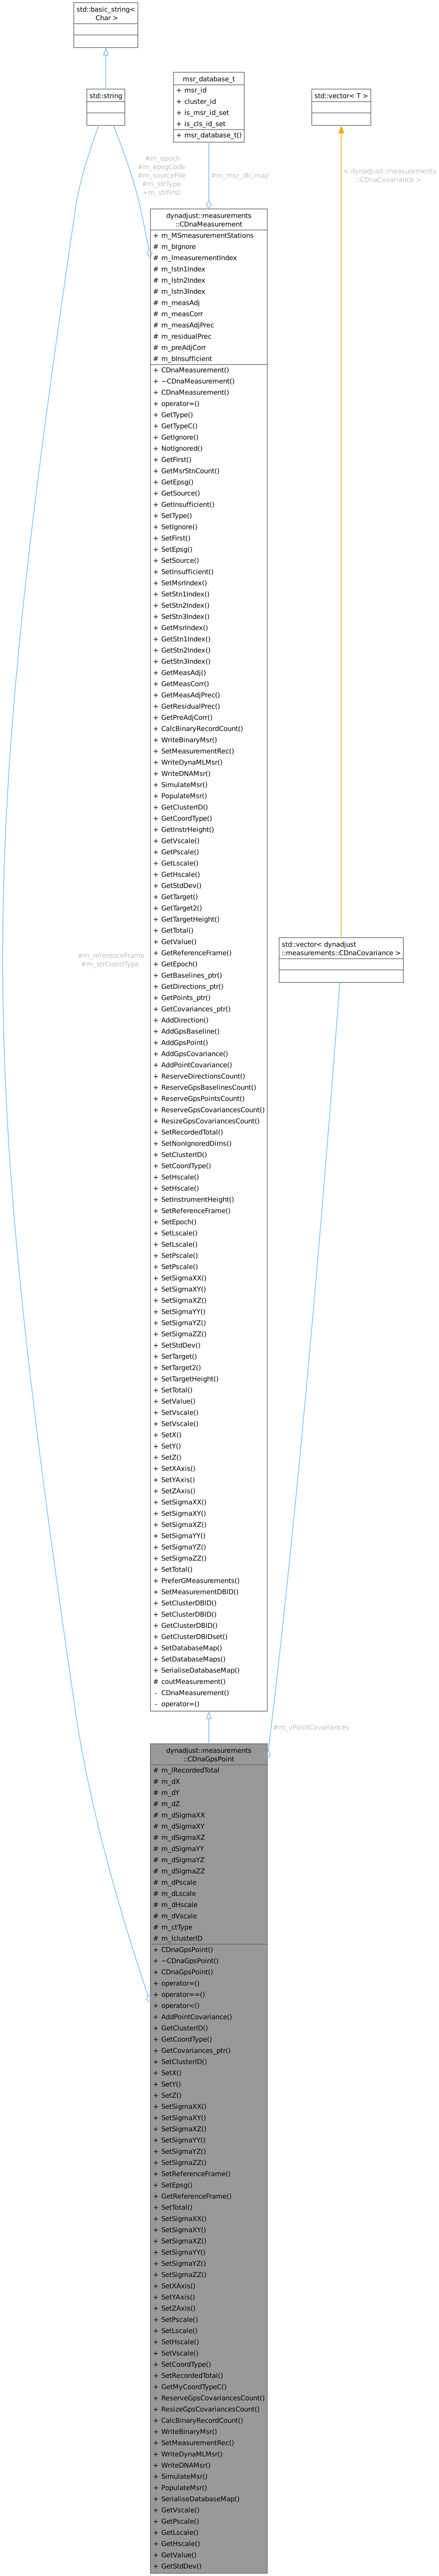 std::basic_string<
Char >
std::string
msr_database_t
+ msr_id
+ cluster_id
+ is_msr_id_set
+ is_cls_id_set
+ msr_database_t()
std::vector< T >
#m_epoch
#m_epsgCode
#m_sourceFile
#m_strType
+m_strFirst
#m_msr_db_map
< dynadjust::measurements
::CDnaCovariance >
dynadjust::measurements
::CDnaMeasurement
+ m_MSmeasurementStations
# m_bIgnore
# m_lmeasurementIndex
# m_lstn1Index
# m_lstn2Index
# m_lstn3Index
# m_measAdj
# m_measCorr
# m_measAdjPrec
# m_residualPrec
# m_preAdjCorr
# m_bInsufficient
+ CDnaMeasurement()
+ ~CDnaMeasurement()
+ CDnaMeasurement()
+ operator=()
+ GetType()
+ GetTypeC()
+ GetIgnore()
+ NotIgnored()
+ GetFirst()
+ GetMsrStnCount()
+ GetEpsg()
+ GetSource()
+ GetInsufficient()
+ SetType()
+ SetIgnore()
+ SetFirst()
+ SetEpsg()
+ SetSource()
+ SetInsufficient()
+ SetMsrIndex()
+ SetStn1Index()
+ SetStn2Index()
+ SetStn3Index()
+ GetMsrIndex()
+ GetStn1Index()
+ GetStn2Index()
+ GetStn3Index()
+ GetMeasAdj()
+ GetMeasCorr()
+ GetMeasAdjPrec()
+ GetResidualPrec()
+ GetPreAdjCorr()
+ CalcBinaryRecordCount()
+ WriteBinaryMsr()
+ SetMeasurementRec()
+ WriteDynaMLMsr()
+ WriteDNAMsr()
+ SimulateMsr()
+ PopulateMsr()
+ GetClusterID()
+ GetCoordType()
+ GetInstrHeight()
+ GetVscale()
+ GetPscale()
+ GetLscale()
+ GetHscale()
+ GetStdDev()
+ GetTarget()
+ GetTarget2()
+ GetTargetHeight()
+ GetTotal()
+ GetValue()
+ GetReferenceFrame()
+ GetEpoch()
+ GetBaselines_ptr()
+ GetDirections_ptr()
+ GetPoints_ptr()
+ GetCovariances_ptr()
+ AddDirection()
+ AddGpsBaseline()
+ AddGpsPoint()
+ AddGpsCovariance()
+ AddPointCovariance()
+ ReserveDirectionsCount()
+ ReserveGpsBaselinesCount()
+ ReserveGpsPointsCount()
+ ReserveGpsCovariancesCount()
+ ResizeGpsCovariancesCount()
+ SetRecordedTotal()
+ SetNonIgnoredDirns()
+ SetClusterID()
+ SetCoordType()
+ SetHscale()
+ SetHscale()
+ SetInstrumentHeight()
+ SetReferenceFrame()
+ SetEpoch()
+ SetLscale()
+ SetLscale()
+ SetPscale()
+ SetPscale()
+ SetSigmaXX()
+ SetSigmaXY()
+ SetSigmaXZ()
+ SetSigmaYY()
+ SetSigmaYZ()
+ SetSigmaZZ()
+ SetStdDev()
+ SetTarget()
+ SetTarget2()
+ SetTargetHeight()
+ SetTotal()
+ SetValue()
+ SetVscale()
+ SetVscale()
+ SetX()
+ SetY()
+ SetZ()
+ SetXAxis()
+ SetYAxis()
+ SetZAxis()
+ SetSigmaXX()
+ SetSigmaXY()
+ SetSigmaXZ()
+ SetSigmaYY()
+ SetSigmaYZ()
+ SetSigmaZZ()
+ SetTotal()
+ PreferGMeasurements()
+ SetMeasurementDBID()
+ SetClusterDBID()
+ SetClusterDBID()
+ GetClusterDBID()
+ GetClusterDBIDset()
+ SetDatabaseMap()
+ SetDatabaseMaps()
+ SerialiseDatabaseMap()
# coutMeasurement()
- CDnaMeasurement()
- operator=()
#m_referenceFrame
#m_strCoordType
std::vector< dynadjust
::measurements::CDnaCovariance >
#m_vPointCovariances
dynadjust::measurements
::CDnaGpsPoint
# m_lRecordedTotal
# m_dX
# m_dY
# m_dZ
# m_dSigmaXX
# m_dSigmaXY
# m_dSigmaXZ
# m_dSigmaYY
# m_dSigmaYZ
# m_dSigmaZZ
# m_dPscale
# m_dLscale
# m_dHscale
# m_dVscale
# m_ctType
# m_lclusterID
+ CDnaGpsPoint()
+ ~CDnaGpsPoint()
+ CDnaGpsPoint()
+ operator=()
+ operator==()
+ operator<()
+ AddPointCovariance()
+ GetClusterID()
+ GetCoordType()
+ GetCovariances_ptr()
+ SetClusterID()
+ SetX()
+ SetY()
+ SetZ()
+ SetSigmaXX()
+ SetSigmaXY()
+ SetSigmaXZ()
+ SetSigmaYY()
+ SetSigmaYZ()
+ SetSigmaZZ()
+ SetReferenceFrame()
+ SetEpsg()
+ GetReferenceFrame()
+ SetTotal()
+ SetSigmaXX()
+ SetSigmaXY()
+ SetSigmaXZ()
+ SetSigmaYY()
+ SetSigmaYZ()
+ SetSigmaZZ()
+ SetXAxis()
+ SetYAxis()
+ SetZAxis()
+ SetPscale()
+ SetLscale()
+ SetHscale()
+ SetVscale()
+ SetCoordType()
+ SetRecordedTotal()
+ GetMyCoordTypeC()
+ ReserveGpsCovariancesCount()
+ ResizeGpsCovariancesCount()
+ CalcBinaryRecordCount()
+ WriteBinaryMsr()
+ SetMeasurementRec()
+ WriteDynaMLMsr()
+ WriteDNAMsr()
+ SimulateMsr()
+ PopulateMsr()
+ SerialiseDatabaseMap()
+ GetVscale()
+ GetPscale()
+ GetLscale()
+ GetHscale()
+ GetValue()
+ GetStdDev()